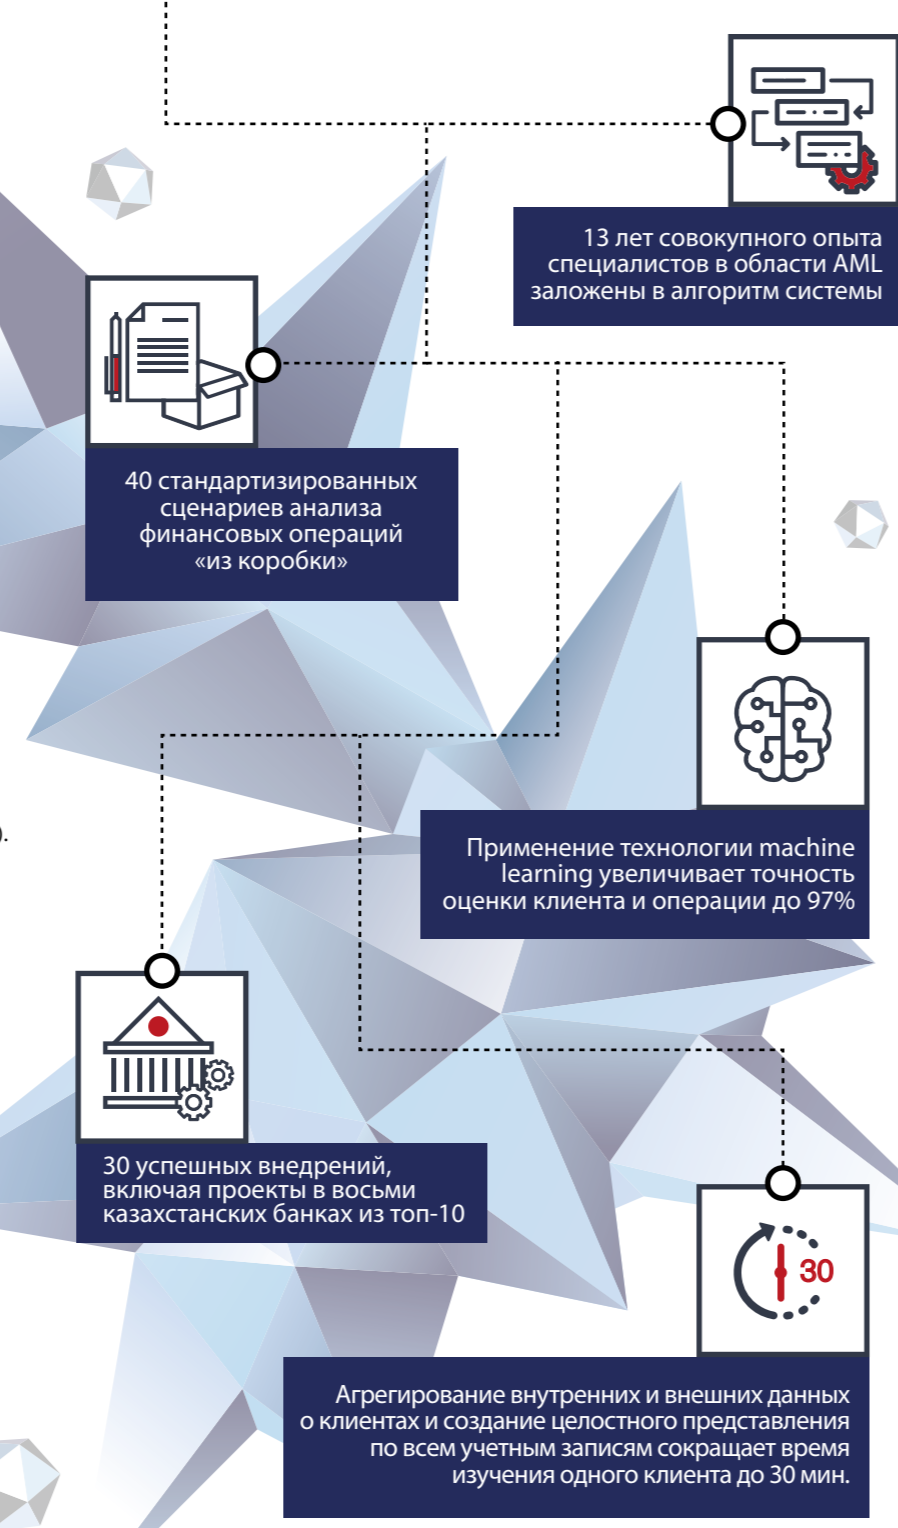 13 лет совокупного опыта
специалистов в области AML
заложены в алгоритм системы
40 стандартизированных
сценариев анализа
финансовых операций
«из коробки»
).
Применение технологии machine
learning увеличивает точность
оценки клиента и операции до 97%
30 успешных внедрений,
включая проекты в восьми
казахстанских банках из топ-10
30
Агрегирование внутренних и внешних данных
о клиентах и создание целостного представления
по всем учетным записям сокращает время
изучения одного клиента до 30 мин.